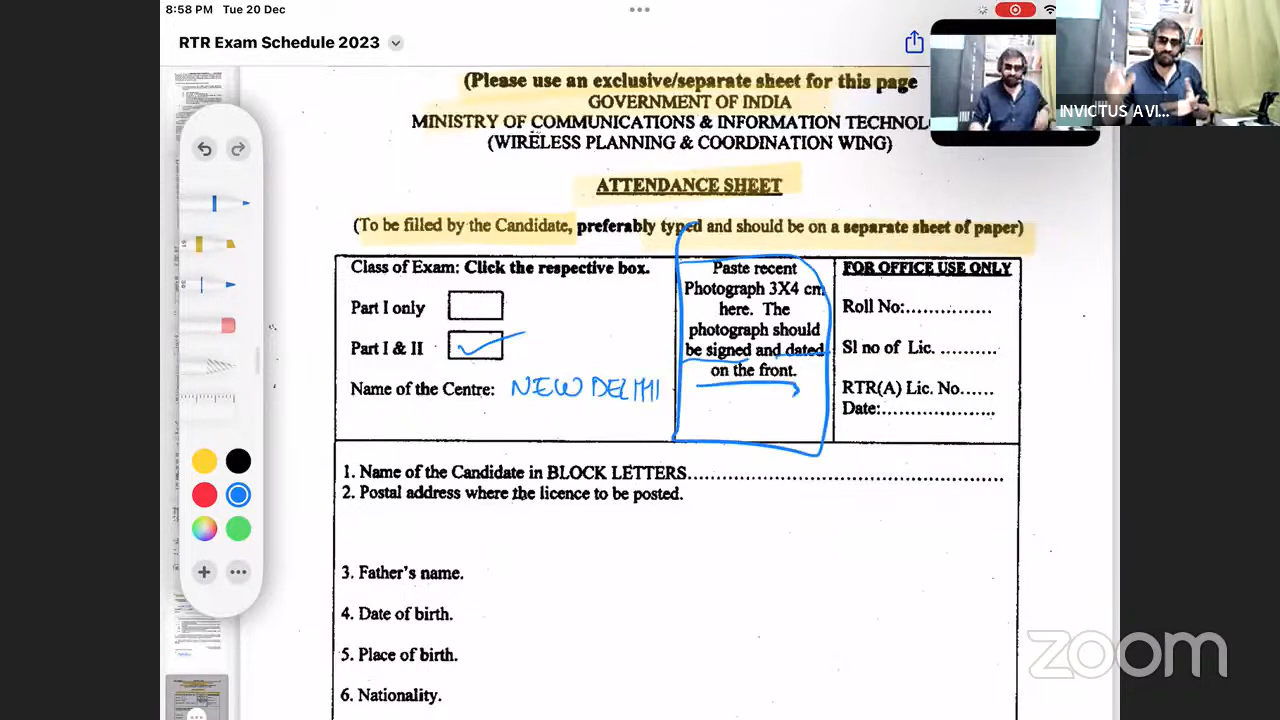 8:58 PM Tue 20 Dec
RTR Exam Schedule 2023
INVICTUS AVI...
(Please use an exclusive/separate sheet for this page
GOVERNMENT OF INDIA
MINISTRY OF COMMUNICATIONS & INFORMATION TECHNOL
(WIRELESS PLANNING & COORDINATION WING)
ATTENDANCE SHEET
(To be filled by the Candidate, preferably typed and should be on a separate sheet of paper)
Class of Exam: Click the respective box.
Part I only
Part I & II
Name of the Centre: NEW DELHI
Paste recent
Photograph 3X4 cm
here. The
photograph should
be signed and dated
on the front.
FOR OFFICE USE ONLY
Roll No:...............
Sl no of Lic. ..........
RTR(A) Lic. No......
Date:....................
1. Name of the Candidate in BLOCK LETTERS........................................................
2. Postal address where the licence to be posted.
3. Father's name.
4. Date of birth.
5. Place of birth.
6. Nationality.
zoom